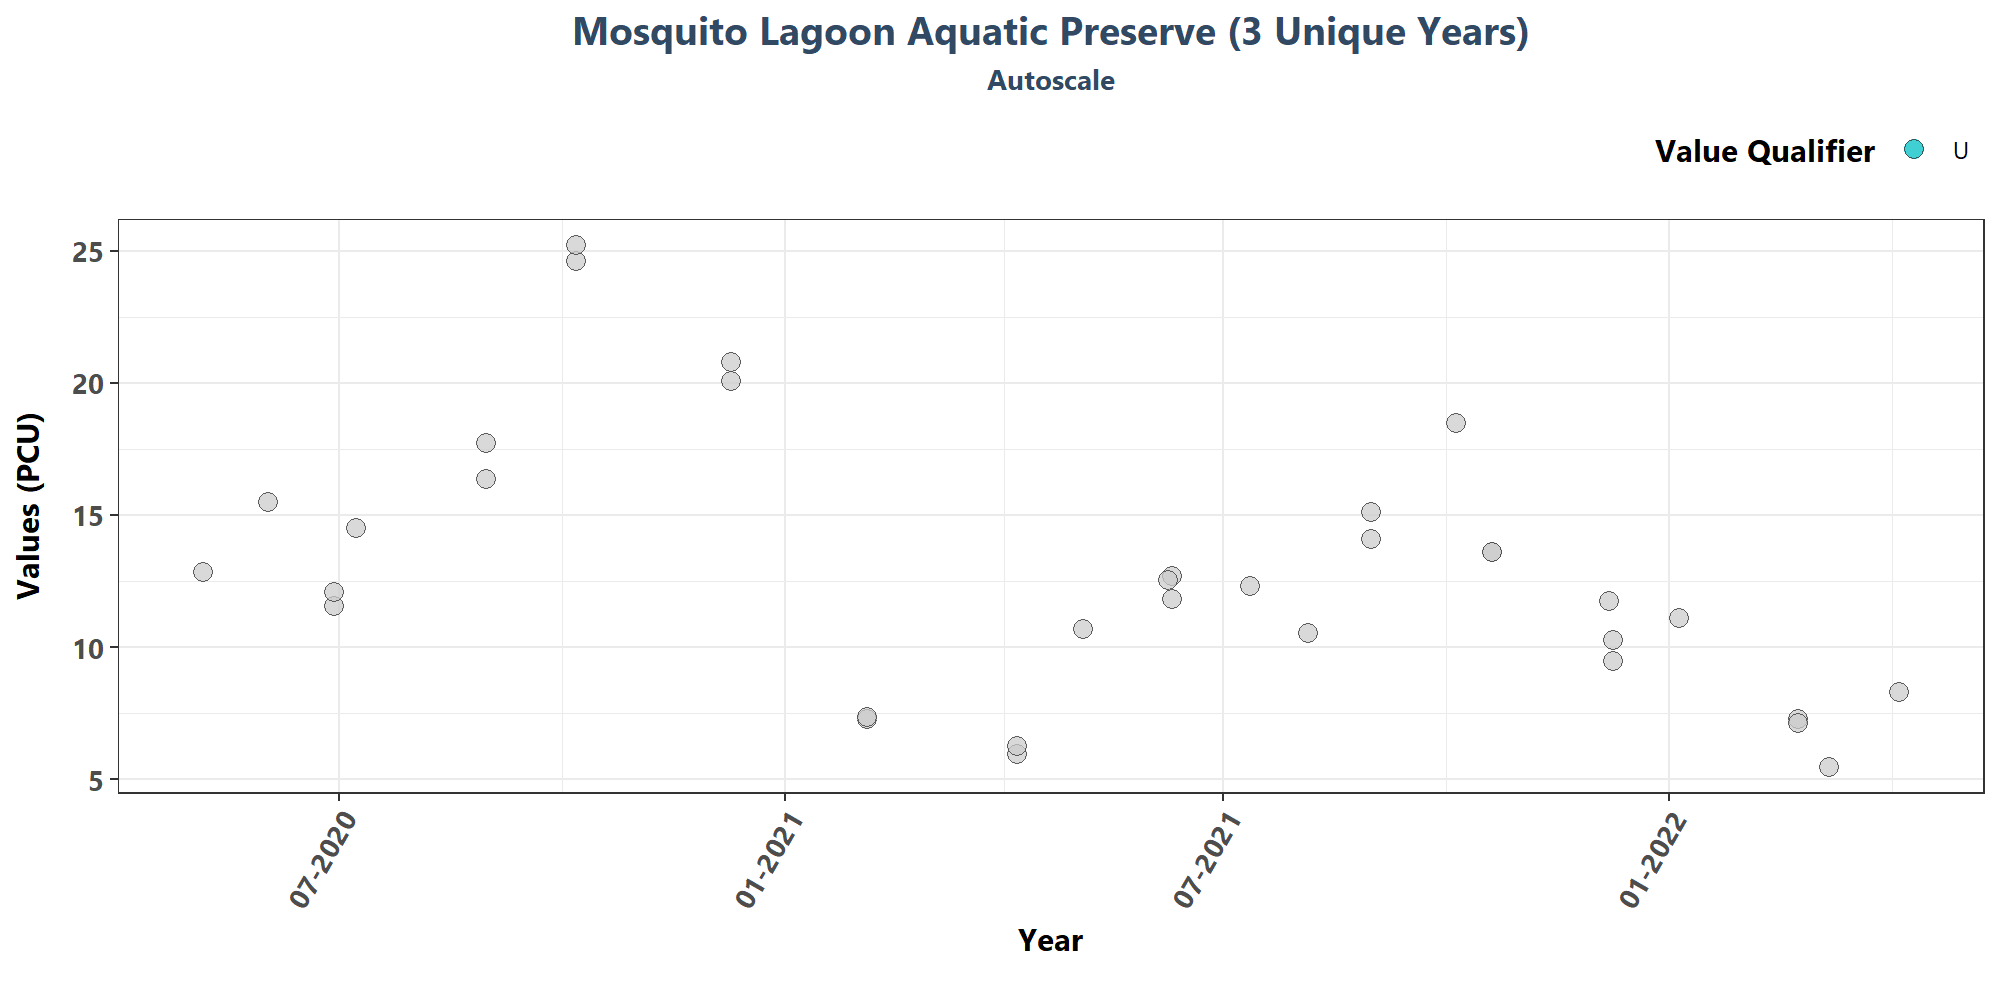 Mosquito Lagoon Aquatic Preserve (3 Unique Years)
Autoscale
Value Qualifier U
25
20
15
10
5
Values (PCU)
07-2020
01-2021
07-2021
01-2022
Year